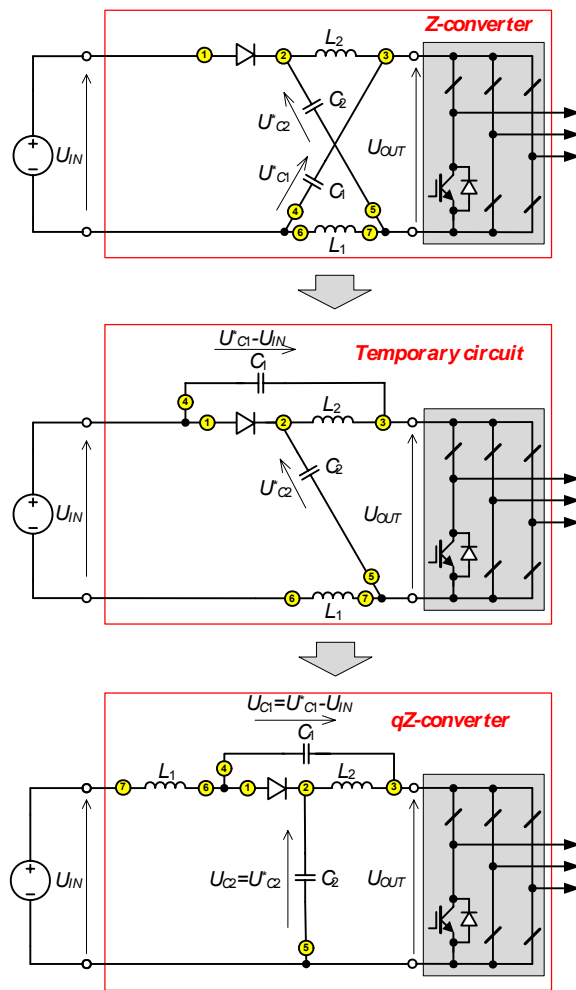 Z-converter
L2
1 2 3
C2
U*C2
UIN
UOUT
U*C1
C1
4 5
6 7
L1
U*C1-UIN
Temporary circuit
C1
4
L2
1 2 3
C2
U*C2
UIN
UOUT
5
6 7
L1
UC1=U*C1-UIN
qZ-converter
C1
L1 4 L2
7 6 1 2 3
UIN
UC2=U*C2 C2 UOUT
5